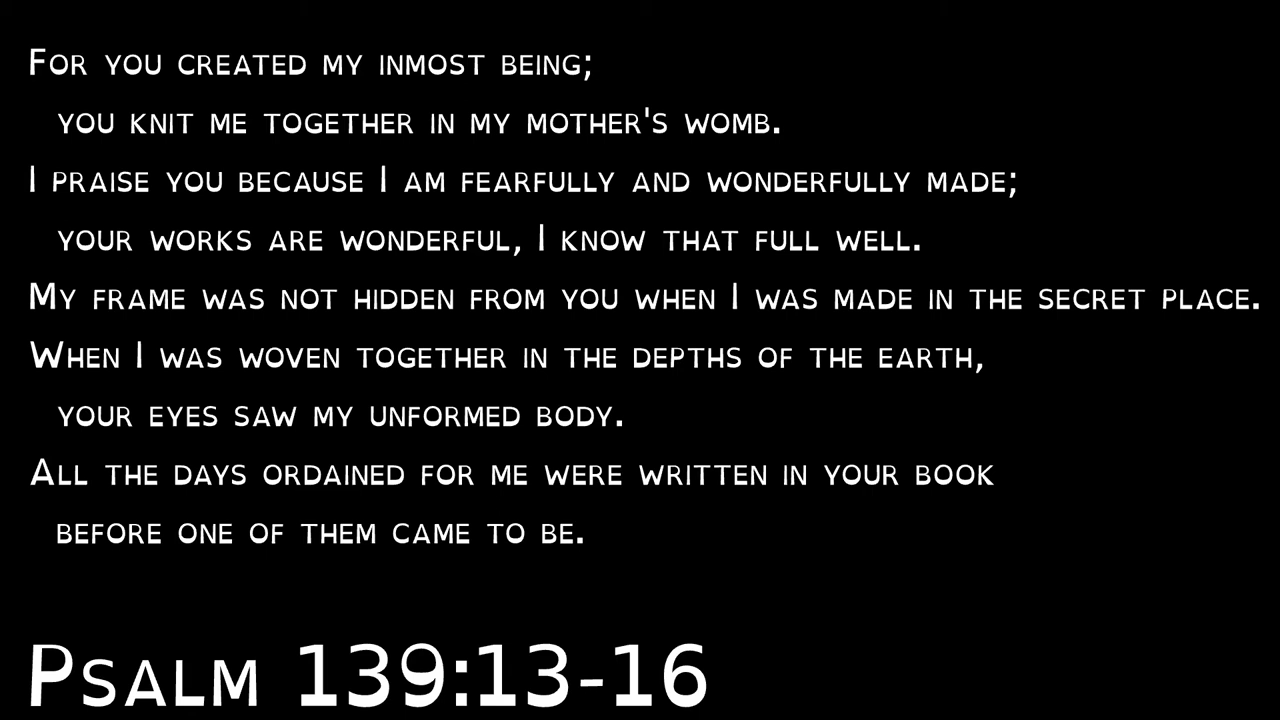 For you created my inmost being;
you knit me together in my mother's womb.
I praise you because I am fearfully and wonderfully made;
your works are wonderful, I know that full well.
My frame was not hidden from you when I was made in the secret place.
When I was woven together in the depths of the earth,
your eyes saw my unformed body.
All the days ordained for me were written in your book
before one of them came to be.
Psalm 139:13-16